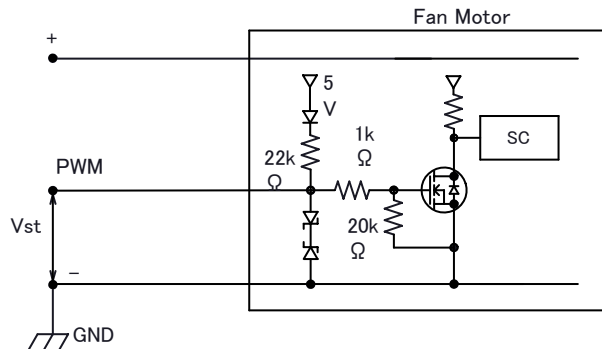 Fan Motor
+
5
V
1k
Ω
SC
22k
Ω
PWM
20k
Ω
Vst
−
GND